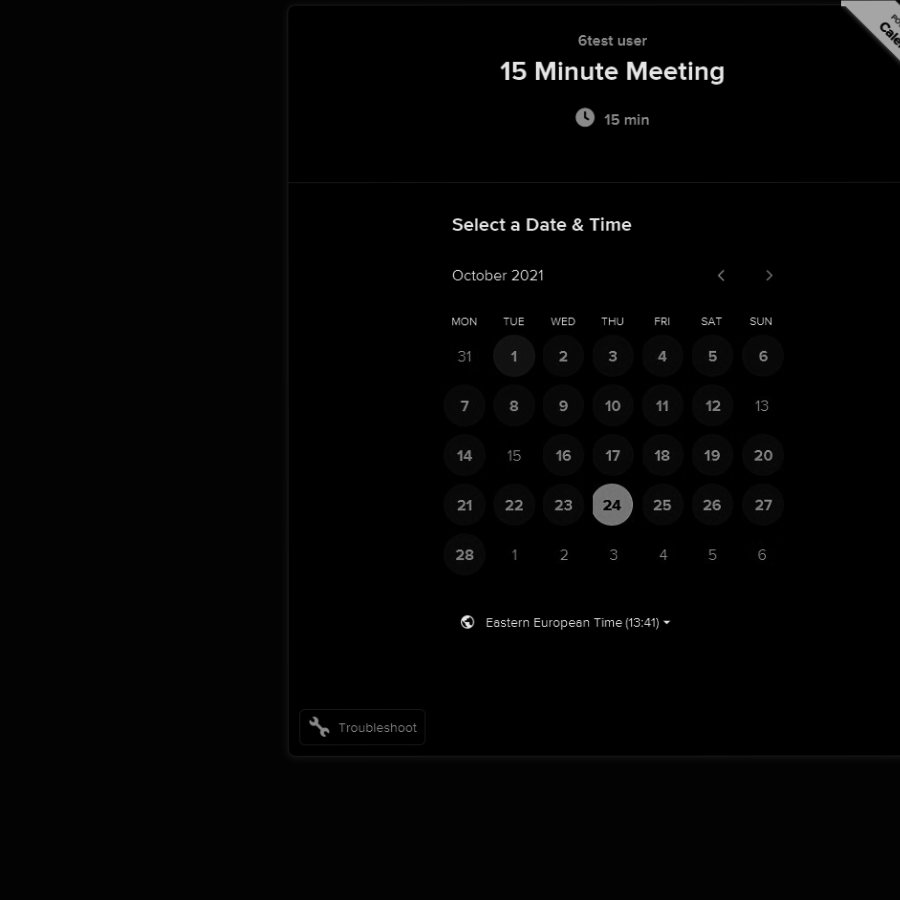 6test user
15 Minute Meeting
15 min
Select a Date & Time
October 2021
MON TUE WED THU FRI SAT SUN
31 1 2 3 4 5 6
7 8 9 10 11 12 13
14 15 16 17 18 19 20
21 22 23 24 25 26 27
28 1 2 3 4 5 6
Eastern European Time (13:41)
Troubleshoot